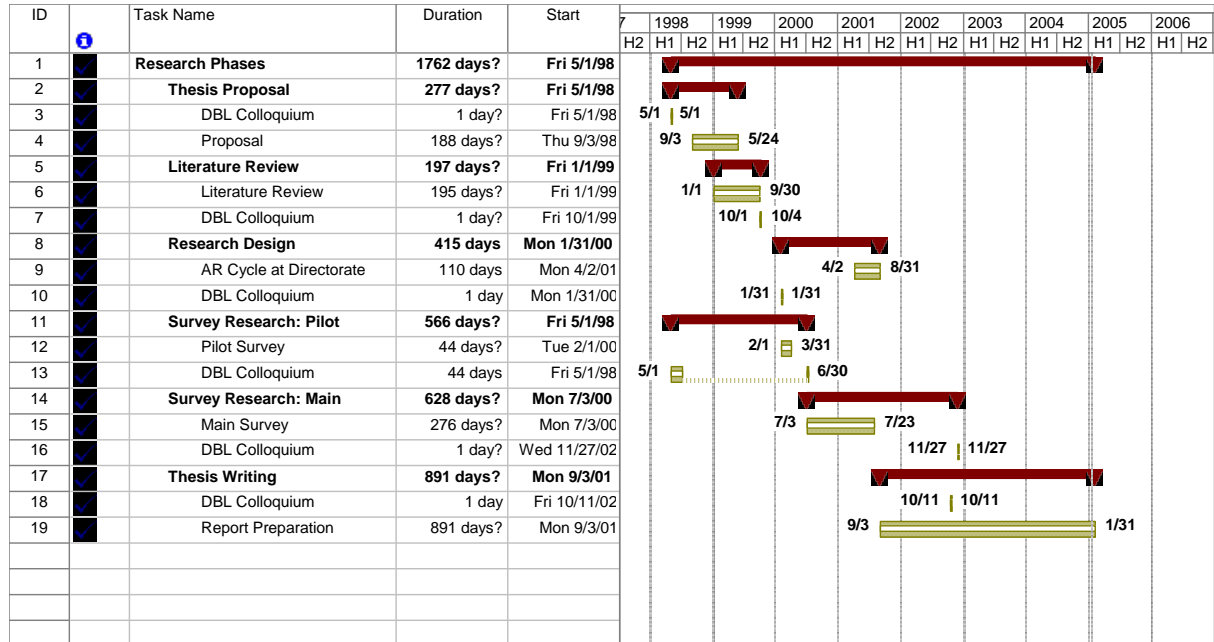 ID Task Name Duration Start 7 1998 1999 2000 2001 2002 2003 2004 2005 2006
H2 H1 H2 H1 H2 H1 H2 H1 H2 H1 H2 H1 H2 H1 H2 H1 H2 H1 H2
1 Research Phases 1762 days? Fri 5/1/98
2 Thesis Proposal 277 days? Fri 5/1/98
3 DBL Colloquium 1 day? Fri 5/1/98 5/1 5/1
4 Proposal 188 days? Thu 9/3/98 9/3 5/24
5 Literature Review 197 days? Fri 1/1/99
6 Literature Review 195 days? Fri 1/1/99 1/1 9/30
7 DBL Colloquium 1 day? Fri 10/1/99 10/1 10/4
8 Research Design 415 days Mon 1/31/00
9 AR Cycle at Directorate 110 days Mon 4/2/01 4/2 8/31
10 DBL Colloquium 1 day Mon 1/31/00 1/31 1/31
11 Survey Research: Pilot 566 days? Fri 5/1/98
12 Pilot Survey 44 days? Tue 2/1/00 2/1 3/31
13 DBL Colloquium 44 days Fri 5/1/98 5/1 6/30
14 Survey Research: Main 628 days? Mon 7/3/00
15 Main Survey 276 days? Mon 7/3/00 7/3 7/23
16 DBL Colloquium 1 day? Wed 11/27/02 11/27 11/27
17 Thesis Writing 891 days? Mon 9/3/01
18 DBL Colloquium 1 day Fri 10/11/02 10/11 10/11
19 Report Preparation 891 days? Mon 9/3/01 9/3 1/31